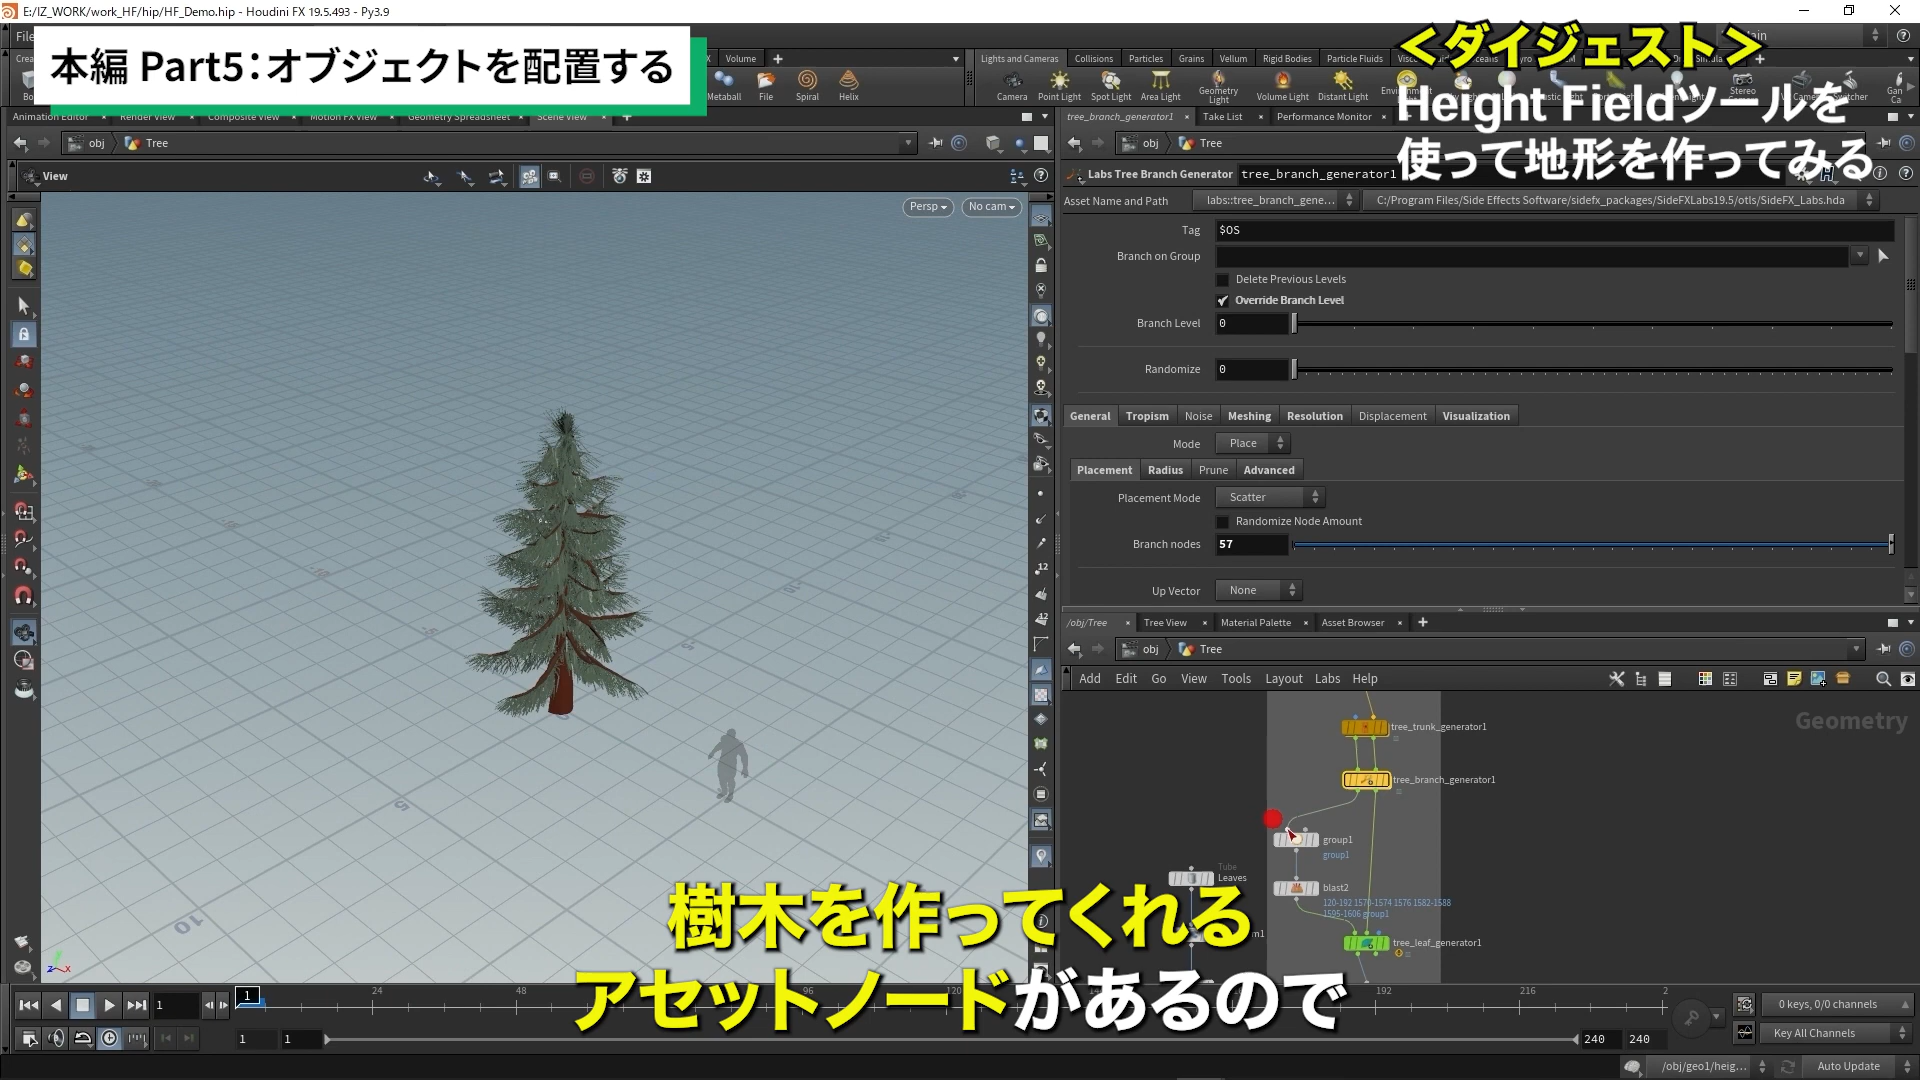 E:/IZ_WORK/work_HF/hip/HF_Demo.hip - Houdini FX 19.5.493 - Py3.9
本編 Part5：オブジェクトを配置する
＜ダイジェスト＞
Height Fieldツールを
使って地形を作ってみる
File
Volume
Metaball File Spiral Helix
Lights and Cameras Collisions Particles Grains Vellum Rigid Bodies Particle Fluids
Camera Point Light Spot Light Area Light Geometry Light Volume Light Distant Light
Animation Editor Render View Composite View Motion FX View Geometry Spreadsheet Scene View
tree_branch_generator1 Take List Performance Monitor
obj Tree
obj Tree
View
Labs Tree Branch Generator tree_branch_generator1
Asset Name and Path labs::tree_branch_gene... C:/Program Files/Side Effects Software/sidefx_packages/SideFXLabs19.5/otls/SideFX_Labs.hda
Persp No cam
Tag $OS
Branch on Group
Delete Previous Levels
Override Branch Level
Branch Level 0
Randomize 0
General Tropism Noise Meshing Resolution Displacement Visualization
Mode Place
Placement Radius Prune Advanced
Placement Mode Scatter
Randomize Node Amount
Branch nodes 57
Up Vector None
/obj/Tree Tree View Material Palette Asset Browser
obj Tree
Add Edit Go View Tools Layout Labs Help
Geometry
tree_trunk_generator1
tree_branch_generator1
group1
group1
Tube
Leaves
blast2
120-192 1570-1574 1576 1582-1588
1595-1606 group1
tree_leaf_generator1
5
10
樹木を作ってくれる
アセットノードがあるので
1 1 24 48 96 120 192 216 2
0 keys, 0/0 channels
1 1 240 240
Key All Channels
/obj/geo1/heig... Auto Update